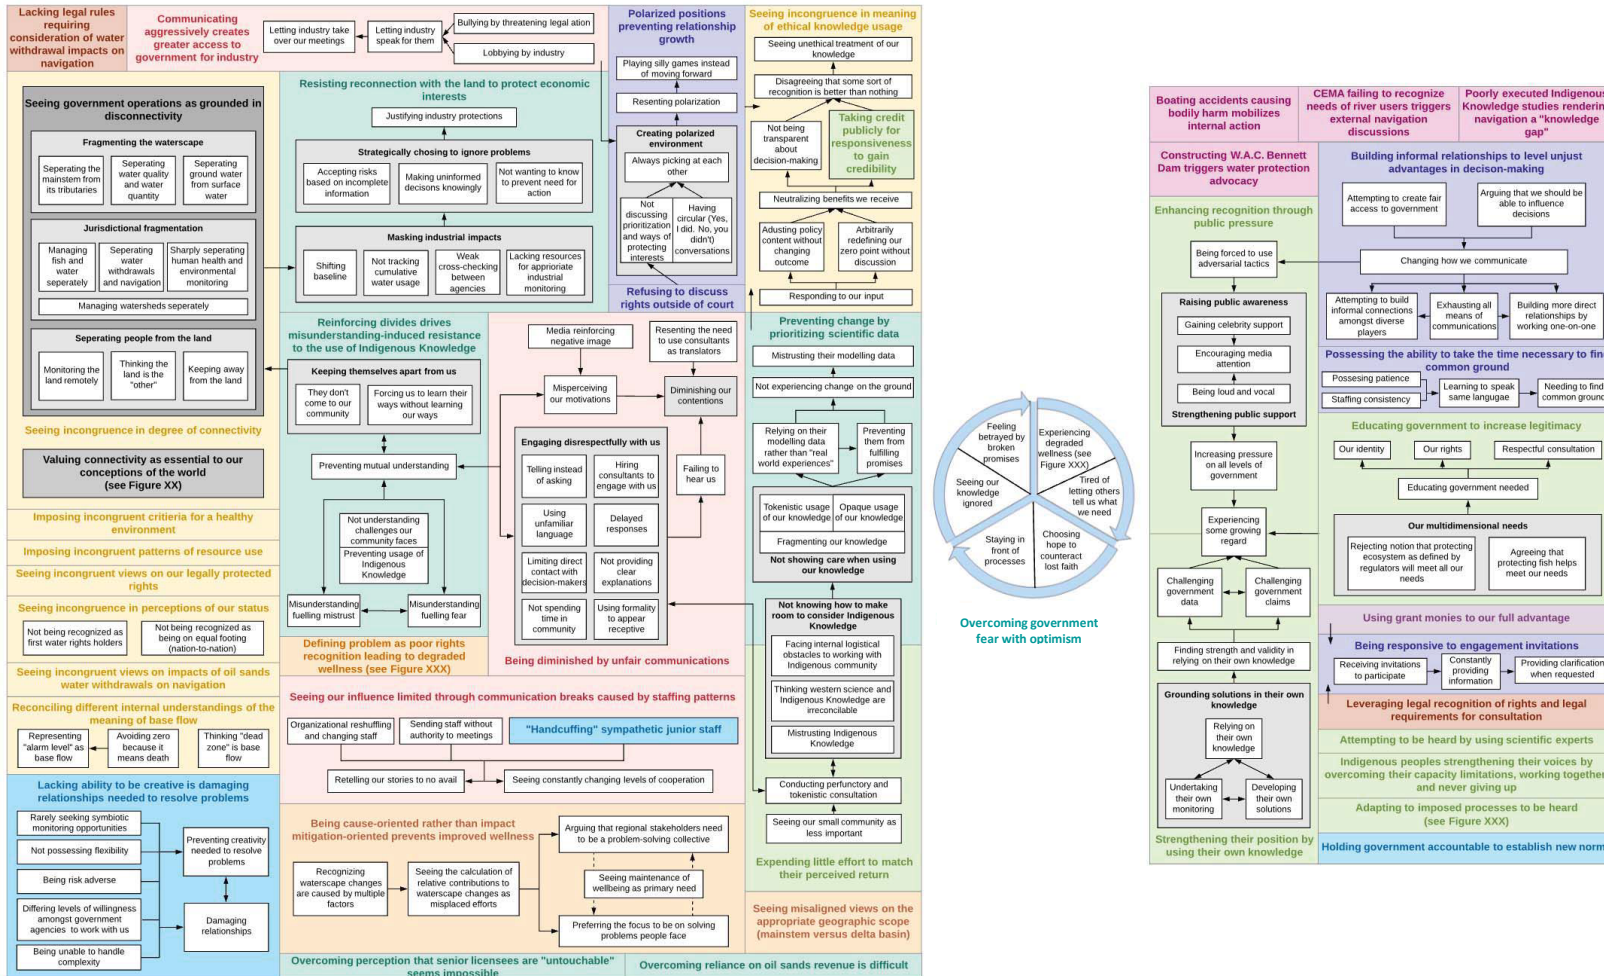 Lacking legal rules
requiring
consideration of water
withdrawal impacts on
navigation
Communicating
aggressively creates
greater access to
government for industry
Letting industry take
over our meetings
Letting industry
speak for them
Bullying by threatening legal ation
Lobbying by industry
Polarized positions
preventing relationship
growth
Playing silly games instead
of moving forward
Resenting polarization
Creating polarized
environment
Always picking at each
other
Not
discussing
prioritization
and ways of
protecting
interests
Having
circular (Yes,
I did. No, you
didn't)
conversations
Refusing to discuss
rights outside of court
Seeing incongruence in meaning
of ethical knowledge usage
Seeing unethical treatment of our
knowledge
Disagreeing that some sort of
recognition is better than nothing
Not being
transparent
about
decision-making
Taking credit
publicly for
responsiveness
to gain
credibility
Neutralizing benefits we receive
Adusting policy
content without
changing
outcome
Arbitrarily
redefining our
zero point without
discussion
Responding to our input
Seeing government operations as grounded in
disconnectivity
Fragmenting the waterscape
Seperating the
mainstem from
its tributaries
Seperating
water quality
and water
quantity
Seperating
ground water
from surface
water
Jurisdictional fragmentation
Managing
fish and
water
seperately
Seperating
water
withdrawals
and navigation
Sharply seperating
human health and
environmental
monitoring
Managing watersheds seperately
Seperating people from the land
Monitoring the
land remotely
Thinking
the land is
the "other"
Keeping away
from the land
Seeing incongruence in degree of connectivity
Valuing connectivity as essential to our
conceptions of the world
(see Figure XX)
Imposing incongruent critieria for a healthy
environment
Imposing incongruent patterns of resource use
Seeing incongruent views on our legally protected
rights
Seeing incongruence in perceptions of our status
Not being recognized as
first water rights holders
Not being recognized as
being on equal footing
(nation-to-nation)
Seeing incongruent views on impacts of oil sands
water withdrawals on navigation
Reconciling different internal understandings of the
meaning of base flow
Representing
"alarm level" as
base flow
Avoiding zero
because it
means death
Thinking "dead
zone" is base
flow
Lacking ability to be creative is damaging
relationships needed to resolve problems
Rarely seeking symbiotic
monitoring opportunities
Not possessing flexibility
Being risk adverse
Differing levels of willingness
amongst government
agencies to work with us
Being unable to handle
complexity
Preventing creativity
needed to resolve
problems
Damaging
relationships
Resisting reconnection with the land to protect economic
interests
Justifying industry protections
Strategically chosing to ignore problems
Accepting risks
based on incomplete
information
Making uninformed
decisons knowingly
Not wanting to know
to prevent need for
action
Masking industrial impacts
Shifting
baseline
Not tracking
cumulative
water usage
Weak
cross-checking
between
agencies
Lacking resources
for approriate
industrial
monitoring
Reinforcing divides drives
misunderstanding-induced resistance
to the use of Indigenous Knowledge
Keeping themselves apart from us
They don't
come to our
community
Forcing us to learn their
ways without learning
our ways
Preventing mutual understanding
Not understanding
challenges our
community faces
Preventing usage of
Indigenous
Knowledge
Misunderstanding
fuelling mistrust
Misunderstanding
fuelling fear
Defining problem as poor rights
recognition leading to degraded
wellness (see Figure XXX)
Media reinforcing
negative image
Resenting the need
to use consultants
as translators
Misperceiving
our motivations
Diminishing our
contentions
Engaging disrespectfully with us
Telling instead
of asking
Hiring
consultants to
engage with us
Using
unfamiliar
language
Delayed
responses
Limiting direct
contact with
decision-makers
Not providing
clear
explanations
Not spending
time in
community
Using formality
to appear
receptive
Failing to
hear us
Being diminished by unfair communications
Preventing change by
prioritizing scientific data
Mistrusting their modelling data
Not experiencing change on the ground
Relying on their
modelling data
rather than "real
world experiences"
Preventing
them from
fulfilling
promises
Tokenistic usage
of our knowledge
Opaque usage
of our knowledge
Fragmenting our knowledge
Not showing care when using
our knowledge
Not knowing how to make
room to consider Indigenous
Knowledge
Facing internal logistical
obstacles to working with
Indigenous community
Thinking western science and
Indigenous Knowledge are
irreconcilable
Mistrusting Indigenous
Knowledge
Conducting perfunctory and
tokenistic consultation
Seeing our small community as
less important
Expending little effort to match
their perceived return
Seeing misaligned views on the
appropriate geographic scope
(mainstem versus delta basin)
Seeing our influence limited through communication breaks caused by staffing patterns
Organizational reshuffling
and changing staff
Sending staff without
authority to meetings
"Handcuffing" sympathetic junior staff
Retelling our stories to no avail
Seeing constantly changing levels of cooperation
Being cause-oriented rather than impact
mitigation-oriented prevents improved wellness
Recognizing
waterscape changes
are caused by multiple
factors
Seeing the calculation of
relative contributions to
waterscape changes as
misplaced efforts
Arguing that regional stakeholders need
to be a problem-solving collective
Seeing maintenance of
wellbeing as primary need
Preferring the focus to be on solving
problems people face
Overcoming perception that senior licensees are "untouchable"
seems impossible
Overcoming reliance on oil sands revenue is difficult
Feeling
betrayed by
broken
promises
Experiencing
degraded
wellness (see
Figure XXX)
Tired of
letting others
tell us what
we need
Choosing
hope to
counteract
lost faith
Staying in
front of
processes
Seeing our
knowledge
ignored
Overcoming government
fear with optimism
Boating accidents causing
bodily harm mobilizes
internal action
CEMA failing to recognize
needs of river users triggers
external navigation
discussions
Poorly executed Indigenous
Knowledge studies rendering
navigation a "knowledge
gap"
Constructing W.A.C. Bennett
Dam triggers water protection
advocacy
Enhancing recognition through
public pressure
Being forced to use
adversarial tactics
Raising public awareness
Gaining celebrity support
Encouraging media
attention
Being loud and vocal
Strengthening public support
Increasing pressure
on all levels of
government
Experiencing
some growing
regard
Challenging
government
data
Challenging
government
claims
Finding strength and validity in
relying on their own knowledge
Grounding solutions in their own
knowledge
Relying on
their own
knowledge
Undertaking
their own
monitoring
Developing
their own
solutions
Strengthening their position by
using their own knowledge
Building informal relationships to level unjust
advantages in decison-making
Attempting to create fair
access to government
Arguing that we should be
able to influence
decisions
Changing how we communicate
Attempting to build
informal connections
amongst diverse
players
Exhausting all
means of
communications
Building more direct
relationships by
working one-on-one
Possessing the ability to take the time necessary to find
common ground
Possesing patience
Staffing consistency
Learning to speak
same langugae
Needing to find
common ground
Educating government to increase legitimacy
Our identity
Our rights
Respectful consultation
Educating government needed
Our multidimensional needs
Rejecting notion that protecting
ecosystem as defined by
regulators will meet all our
needs
Agreeing that
protecting fish helps
meet our needs
Using grant monies to our full advantage
Being responsive to engagement invitations
Receiving invitations
to participate
Constantly
providing
information
Providing clarification
when requested
Leveraging legal recognition of rights and legal
requirements for consultation
Attempting to be heard by using scientific experts
Indigenous peoples strengthening their voices by
overcoming their capacity limitations, working together
and never giving up
Adapting to imposed processes to be heard
(see Figure XXX)
Holding government accountable to establish new norm